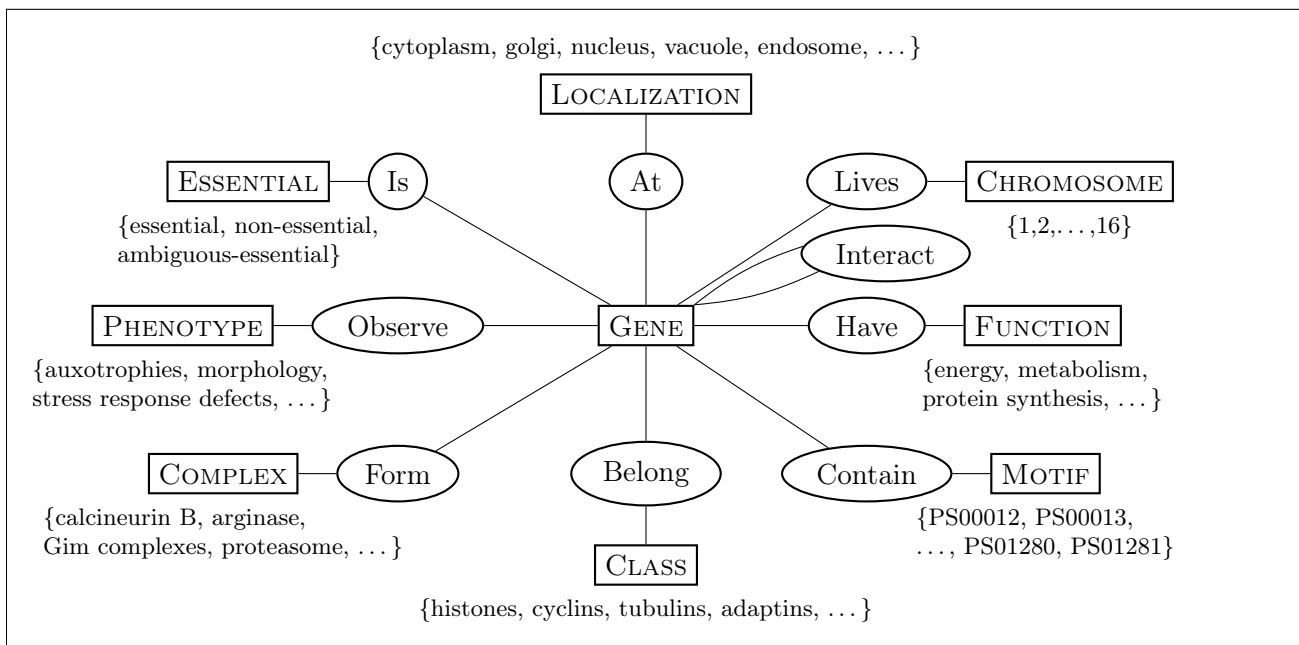 {cytoplasm, golgi, nucleus, vacuole, endosome, . . . }
LOCALIZATION
ESSENTIAL
Is
At
Lives
CHROMOSOME
{essential, non-essential,
ambiguous-essential}
{1,2,. . . ,16}
Interact
PHENOTYPE
Observe
GENE
Have
FUNCTION
{auxotrophies, morphology,
stress response defects, . . . }
{energy, metabolism,
protein synthesis, . . . }
COMPLEX
Form
Belong
Contain
MOTIF
{calcineurin B, arginase,
Gim complexes, proteasome, . . . }
{PS00012, PS00013,
. . . , PS01280, PS01281}
CLASS
{histones, cyclins, tubulins, adaptins, . . . }